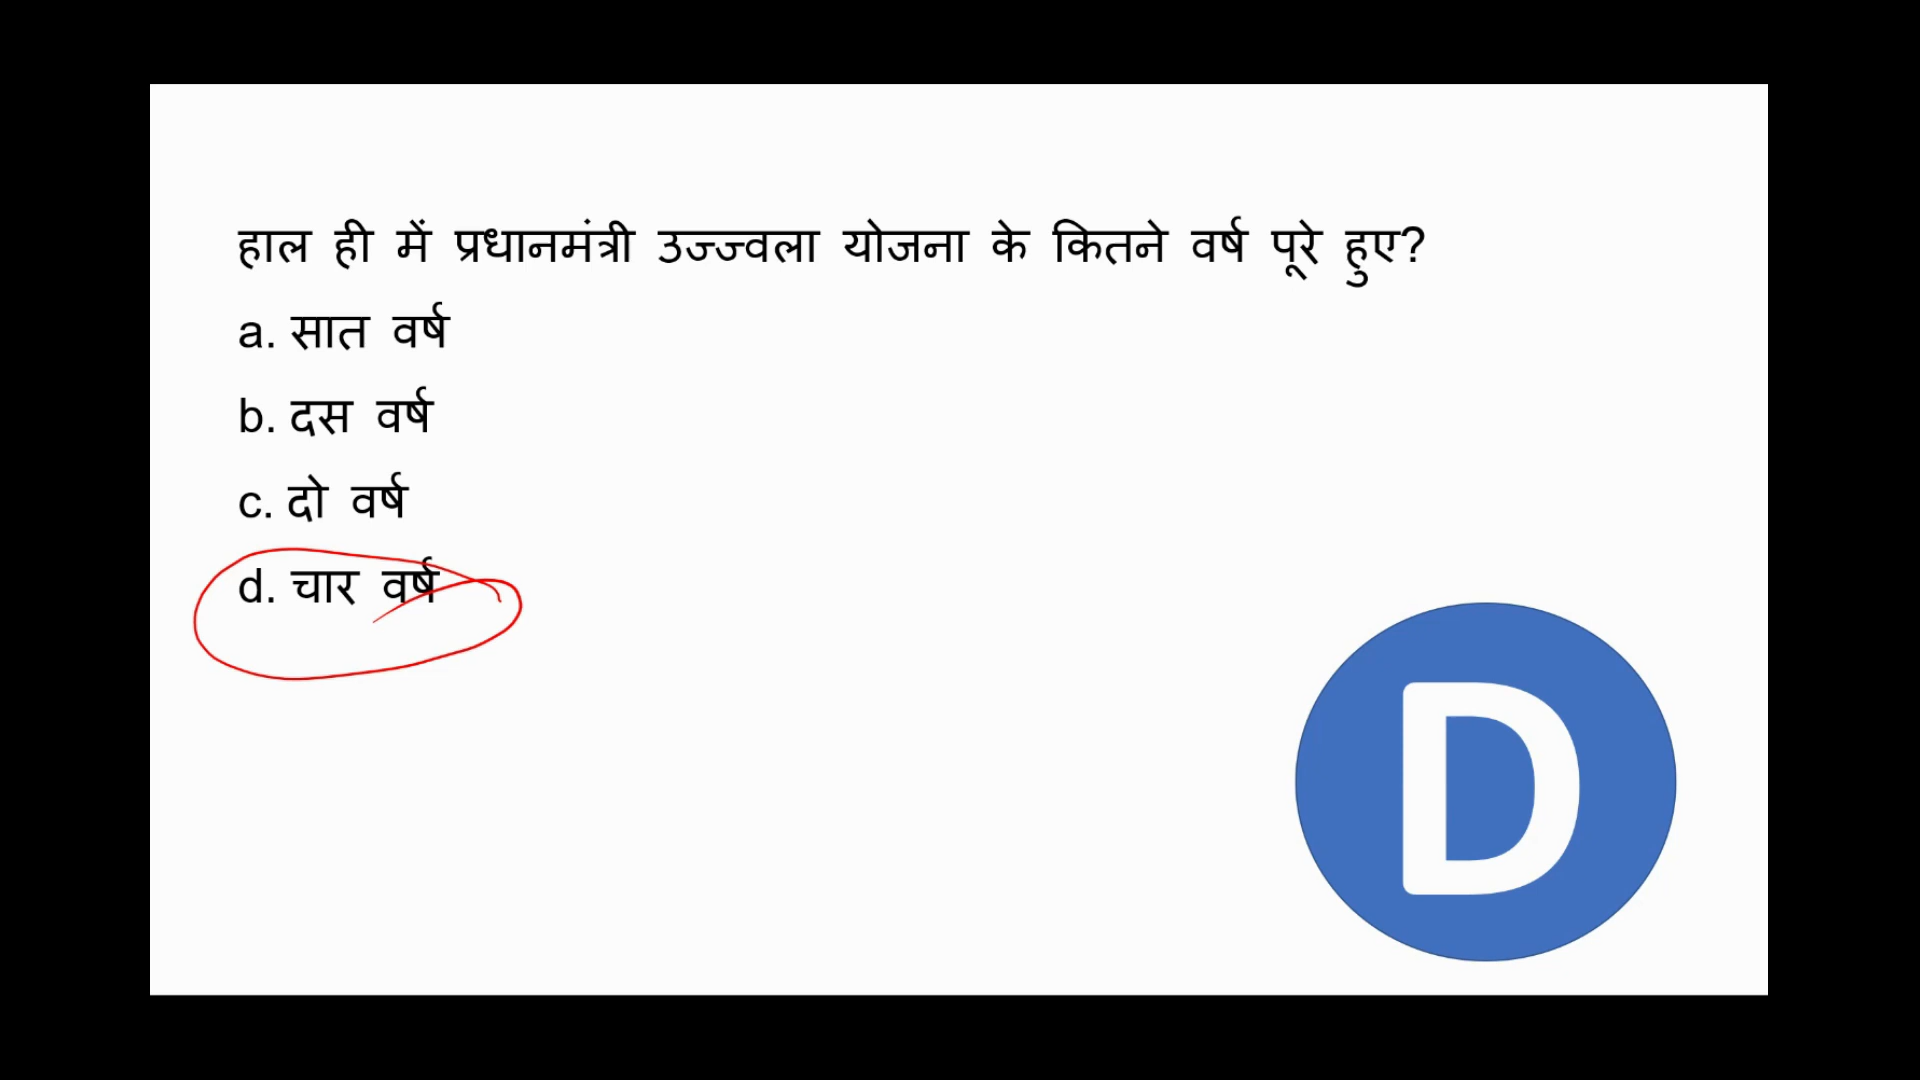 हाल ही में प्रधानमंत्री उज्ज्वला योजना के कितने वर्ष पूरे हुए?
a. सात वर्ष
b. दस वर्ष
c. दो वर्ष
d. चार वर्ष
D